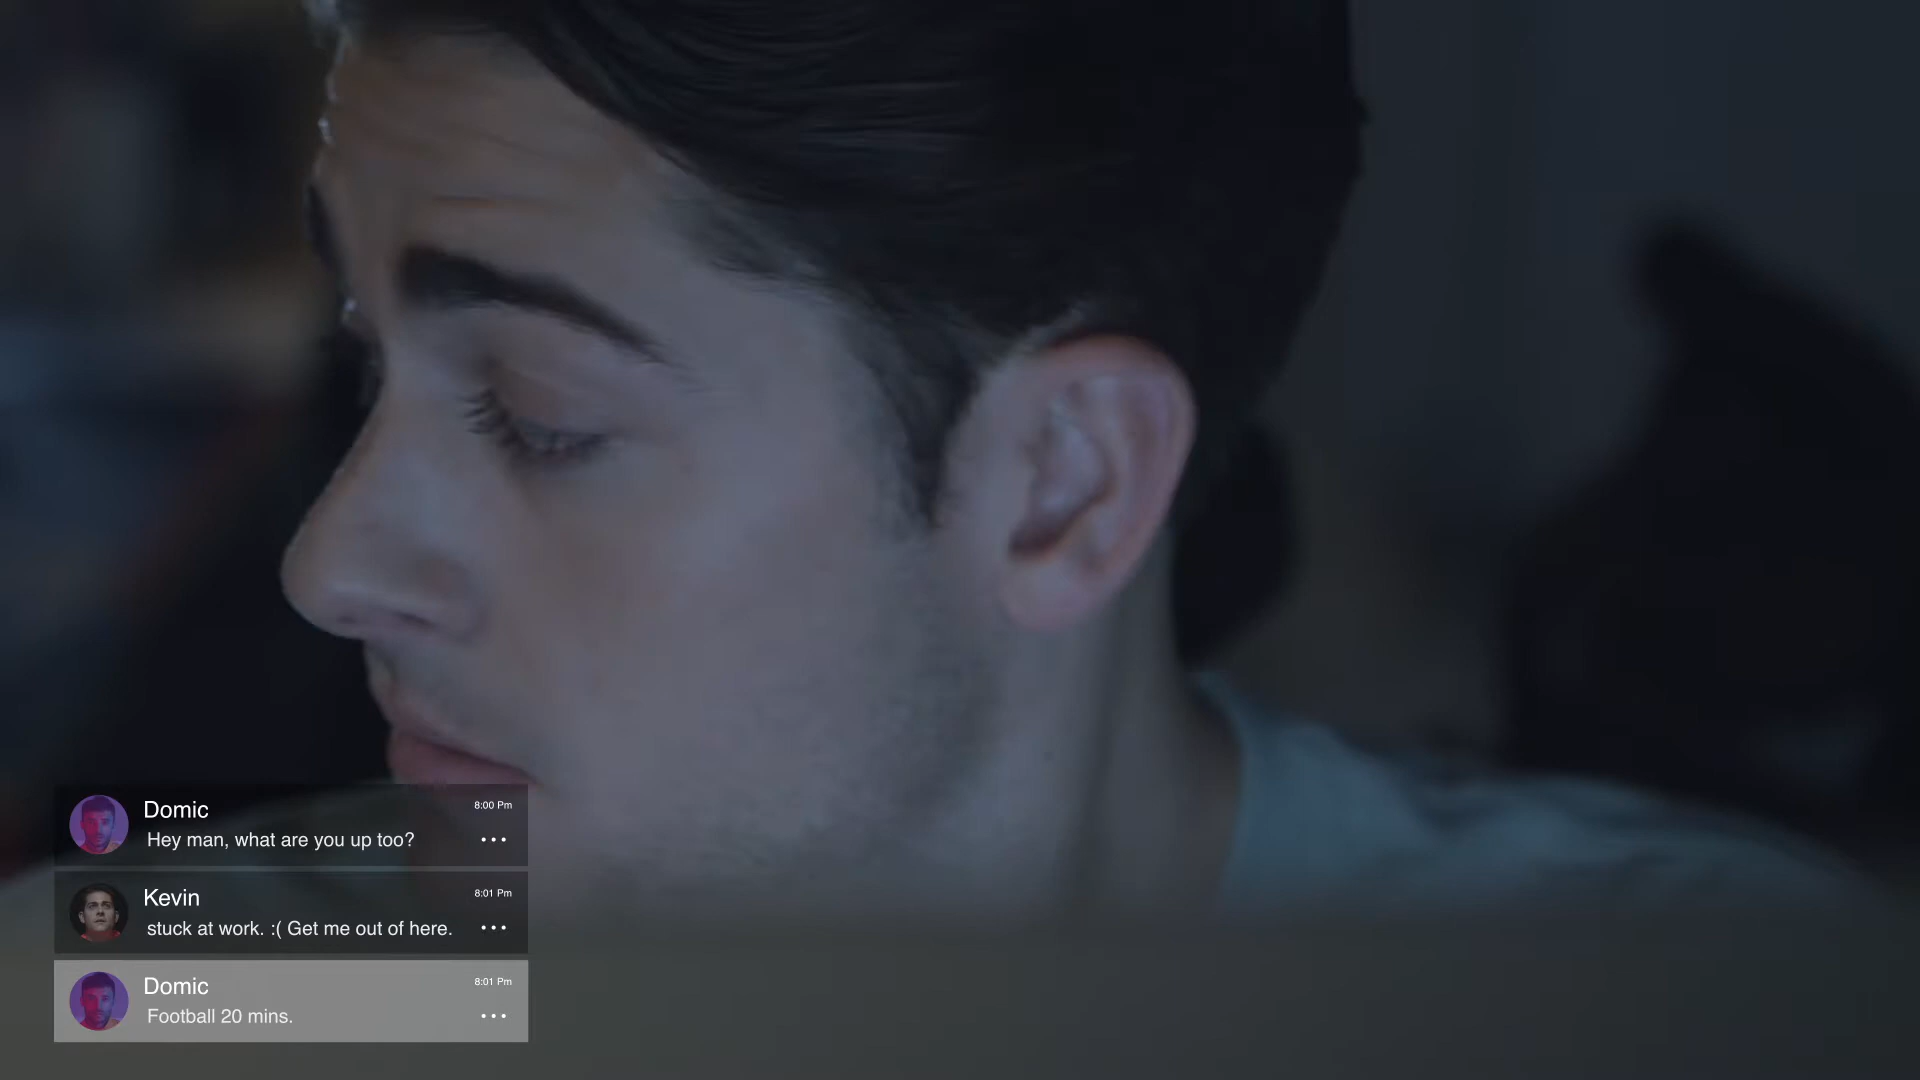 Domic
8:00 Pm
Hey man, what are you up too?
Kevin
8:01 Pm
stuck at work. :( Get me out of here.
Domic
8:01 Pm
Football 20 mins.